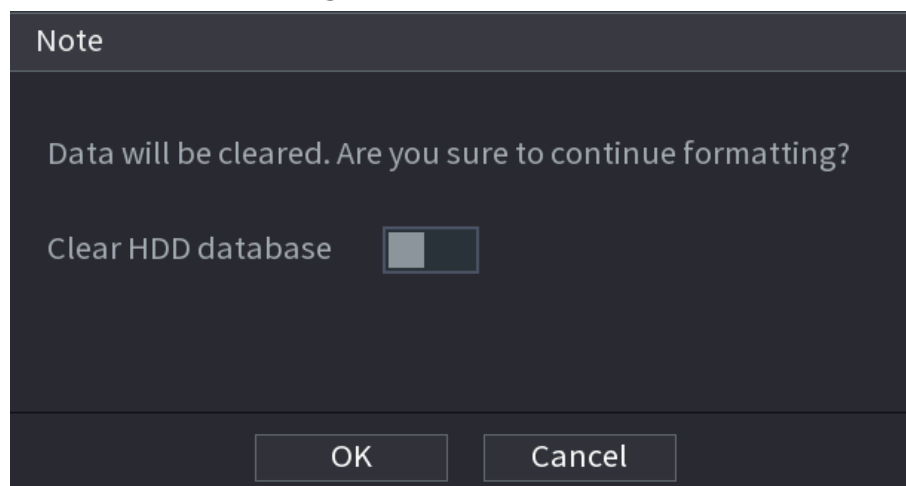 Note
Data will be cleared. Are you sure to continue formatting?
Clear HDD database
OK
Cancel